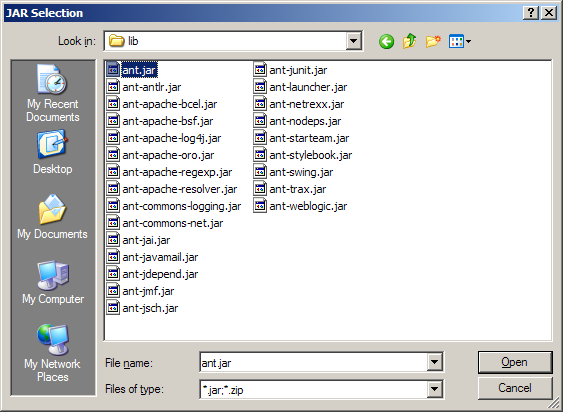 JAR Selection
Look in: lib
My Recent
Documents
Desktop
My Documents
My Computer
My Network
Places
ant.jar
ant-antlr.jar
ant-apache-bcel.jar
ant-apache-bsf.jar
ant-apache-log4j.jar
ant-apache-oro.jar
ant-apache-regexp.jar
ant-apache-resolver.jar
ant-commons-logging.jar
ant-commons-net.jar
ant-jai.jar
ant-javamail.jar
ant-jdepend.jar
ant-jmf.jar
ant-jsch.jar
ant-junit.jar
ant-launcher.jar
ant-netrexx.jar
ant-nodeps.jar
ant-starteam.jar
ant-stylebook.jar
ant-swing.jar
ant-trax.jar
ant-weblogic.jar
File name: ant.jar
Open
Files of type: *.jar;*.zip
Cancel